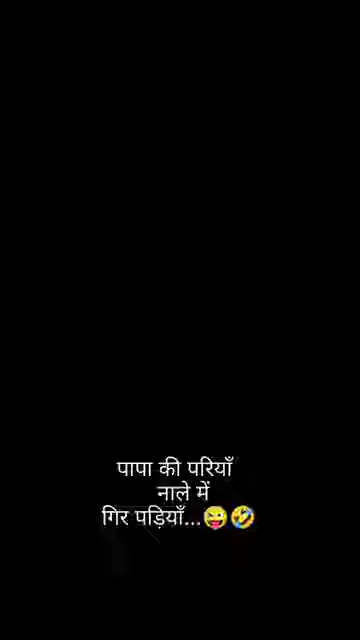 पापा की परियाँ
नाले में
गिर पड़ियाँ...😜🤣